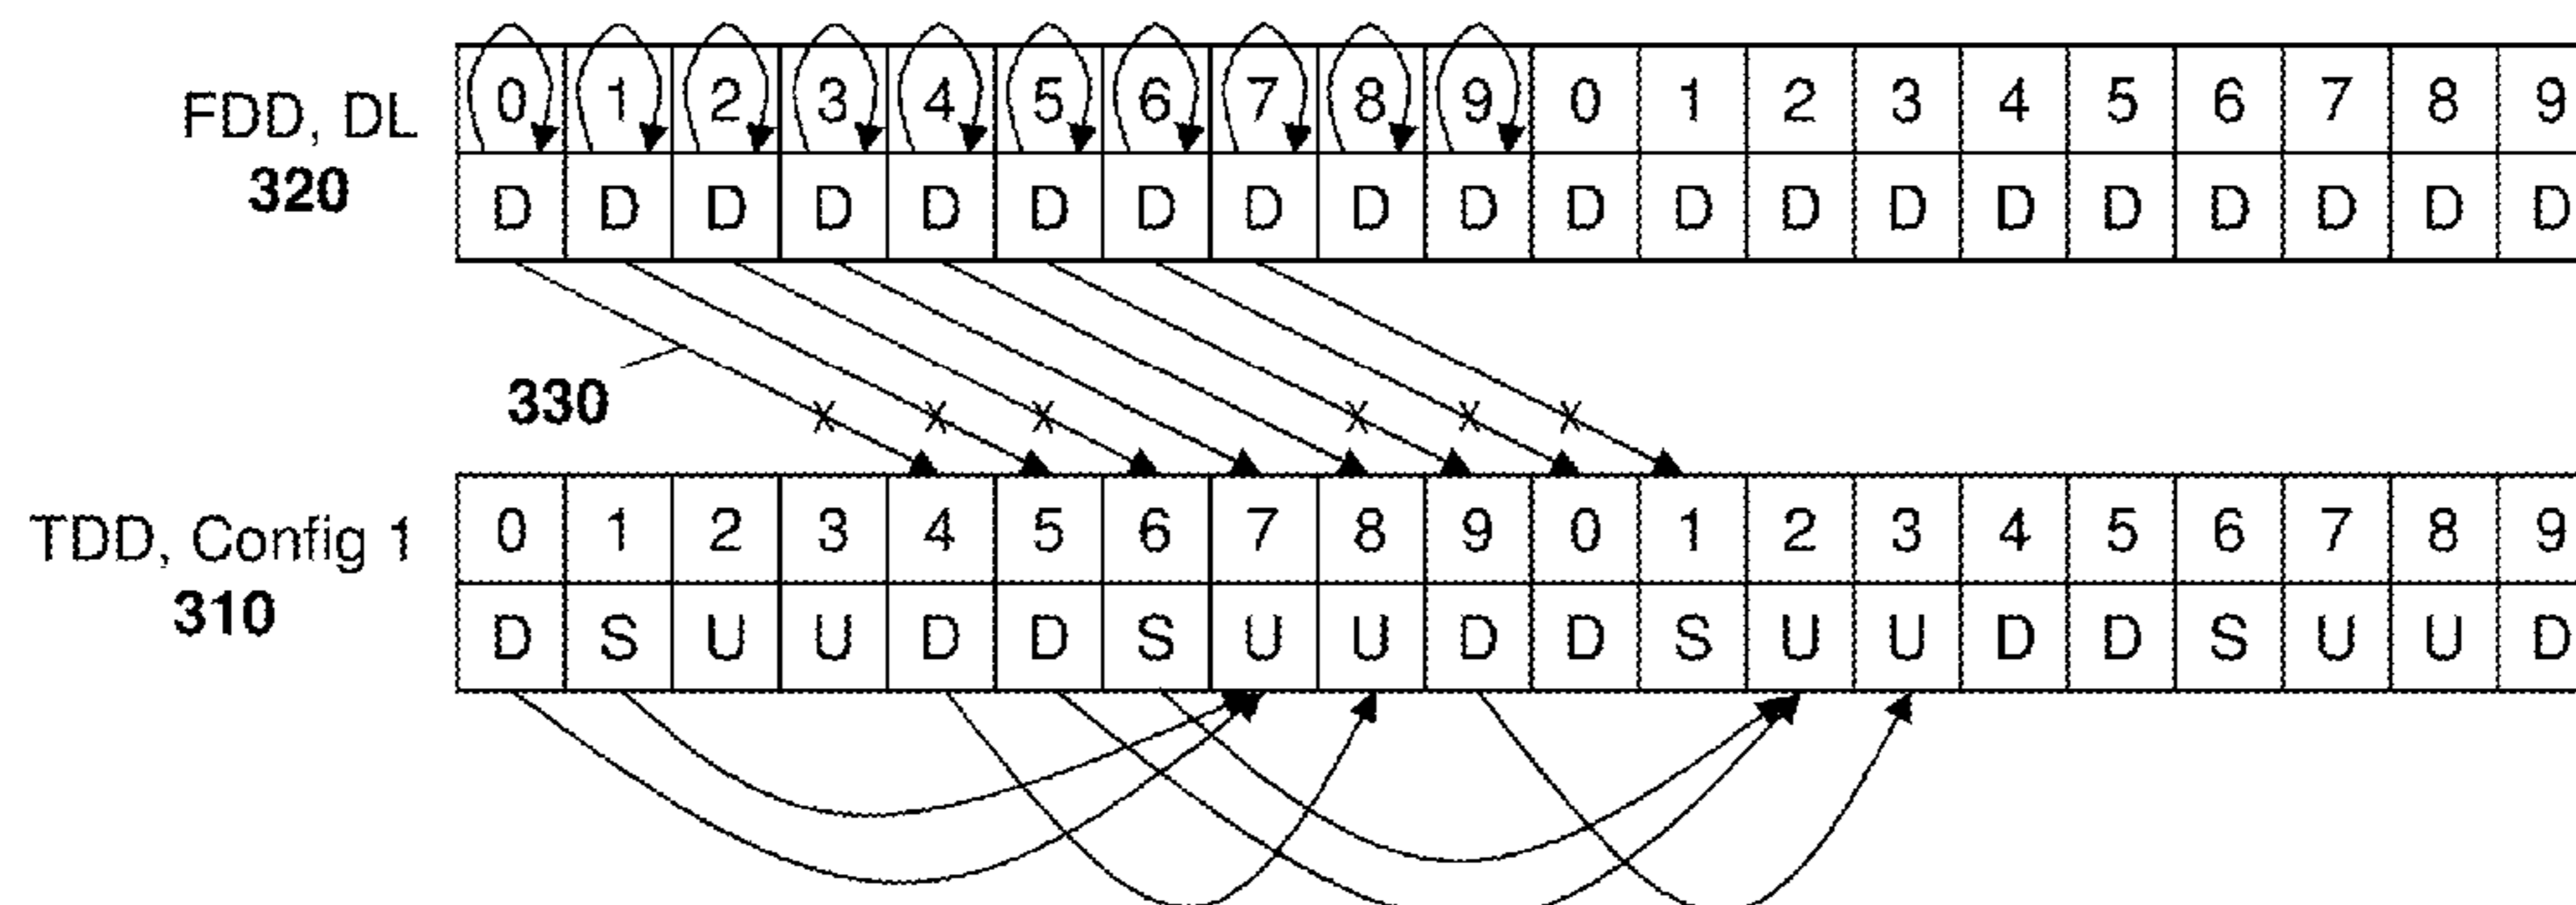 FDD, DL
320
0 1 2 3 4 5 6 7 8 9 0 1 2 3 4 5 6 7 8 9
D D D D D D D D D D D D D D D D D D D D
330
X X X X X X
TDD, Config 1
310
0 1 2 3 4 5 6 7 8 9 0 1 2 3 4 5 6 7 8 9
D S U U D D S U U D D S U U D D S U U D